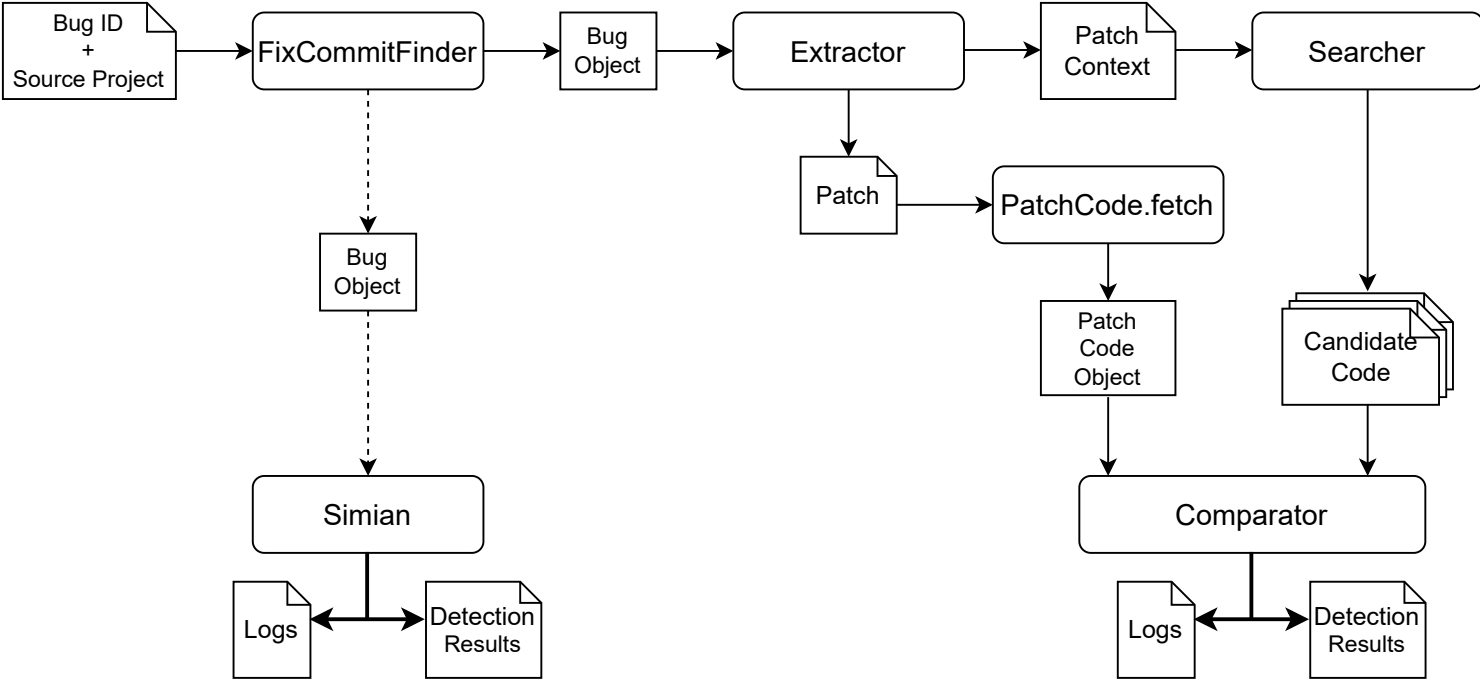 Bug ID
+
Source Project
FixCommitFinder
Bug
Object
Extractor
Patch
Context
Searcher
Patch
PatchCode.fetch
Bug
Object
Patch
Code
Object
Candidate
Code
Simian
Comparator
Logs
Detection
Results
Logs
Detection
Results